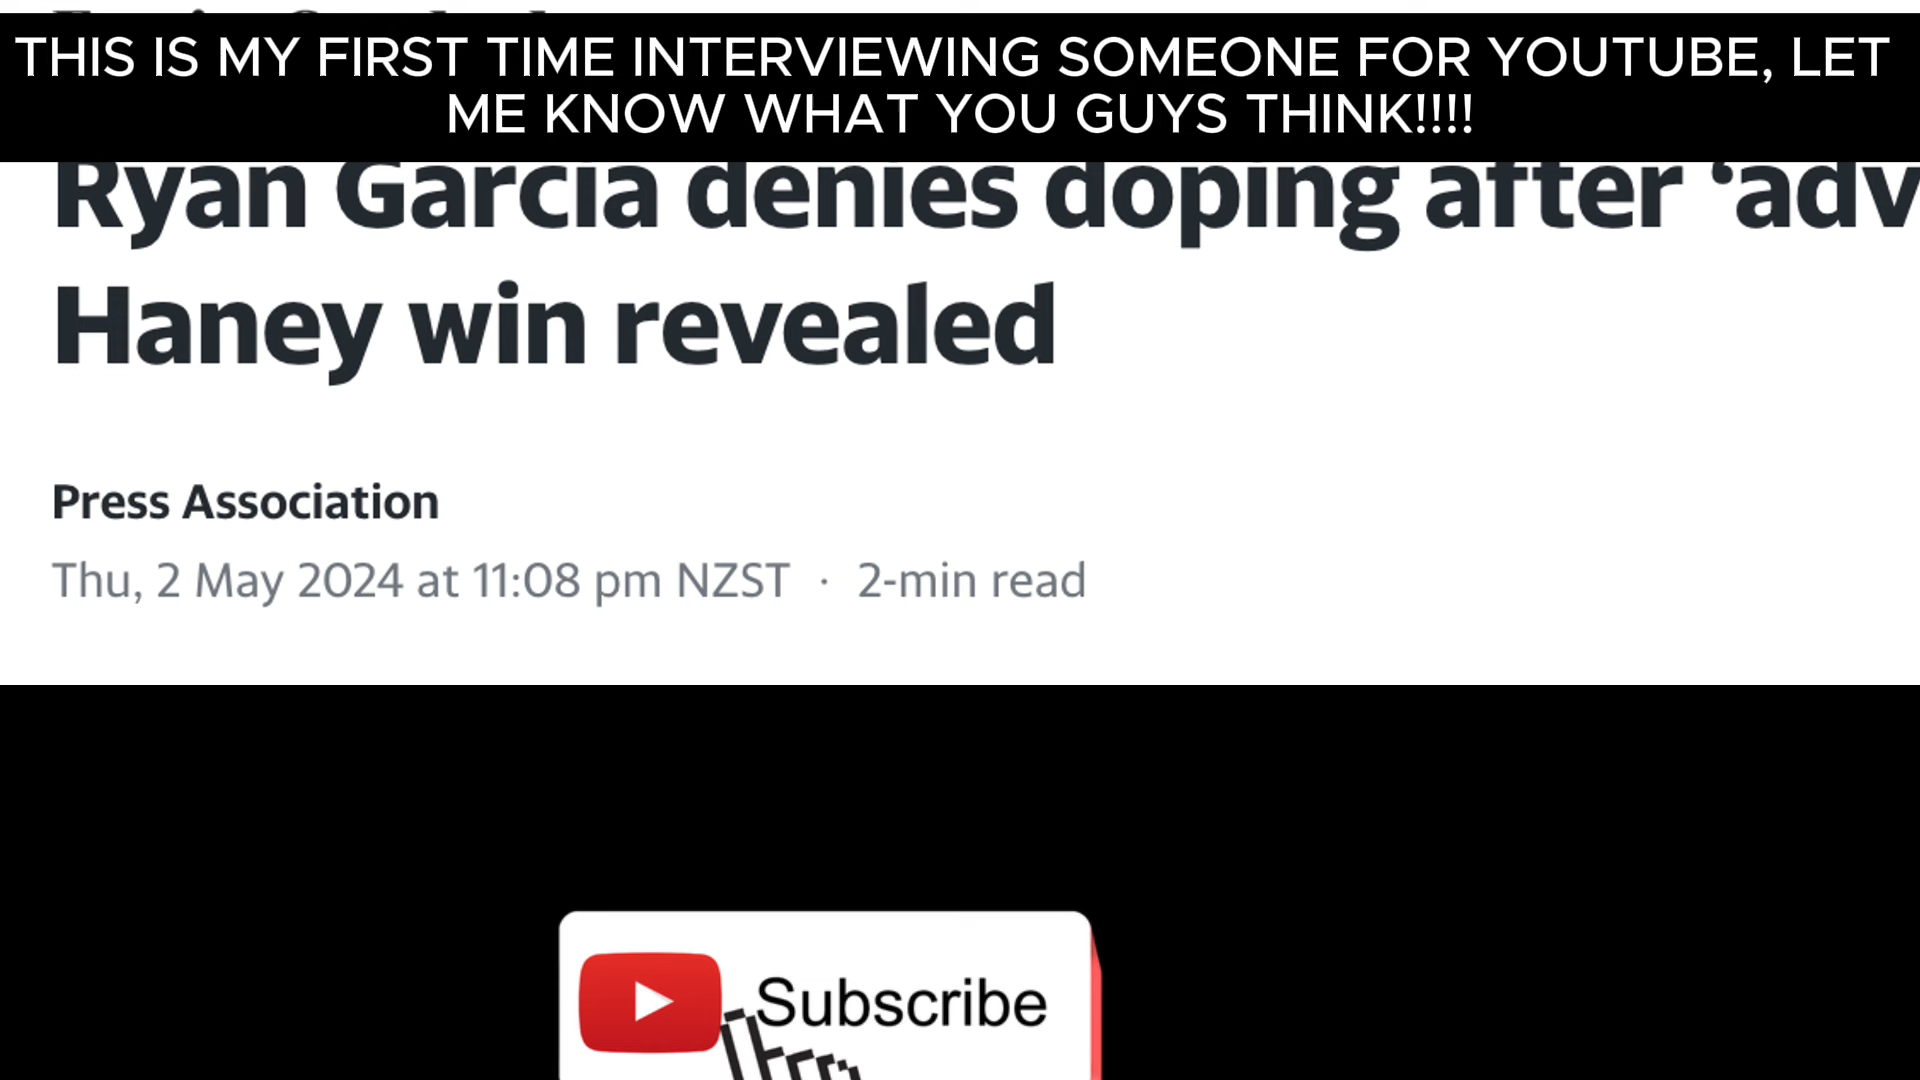 THIS IS MY FIRST TIME INTERVIEWING SOMEONE FOR YOUTUBE, LET
ME KNOW WHAT YOU GUYS THINK!!!!
Ryan Garcia denies doping after ‘adv
Haney win revealed
Press Association
Thu, 2 May 2024 at 11:08 pm NZST · 2-min read
Subscribe